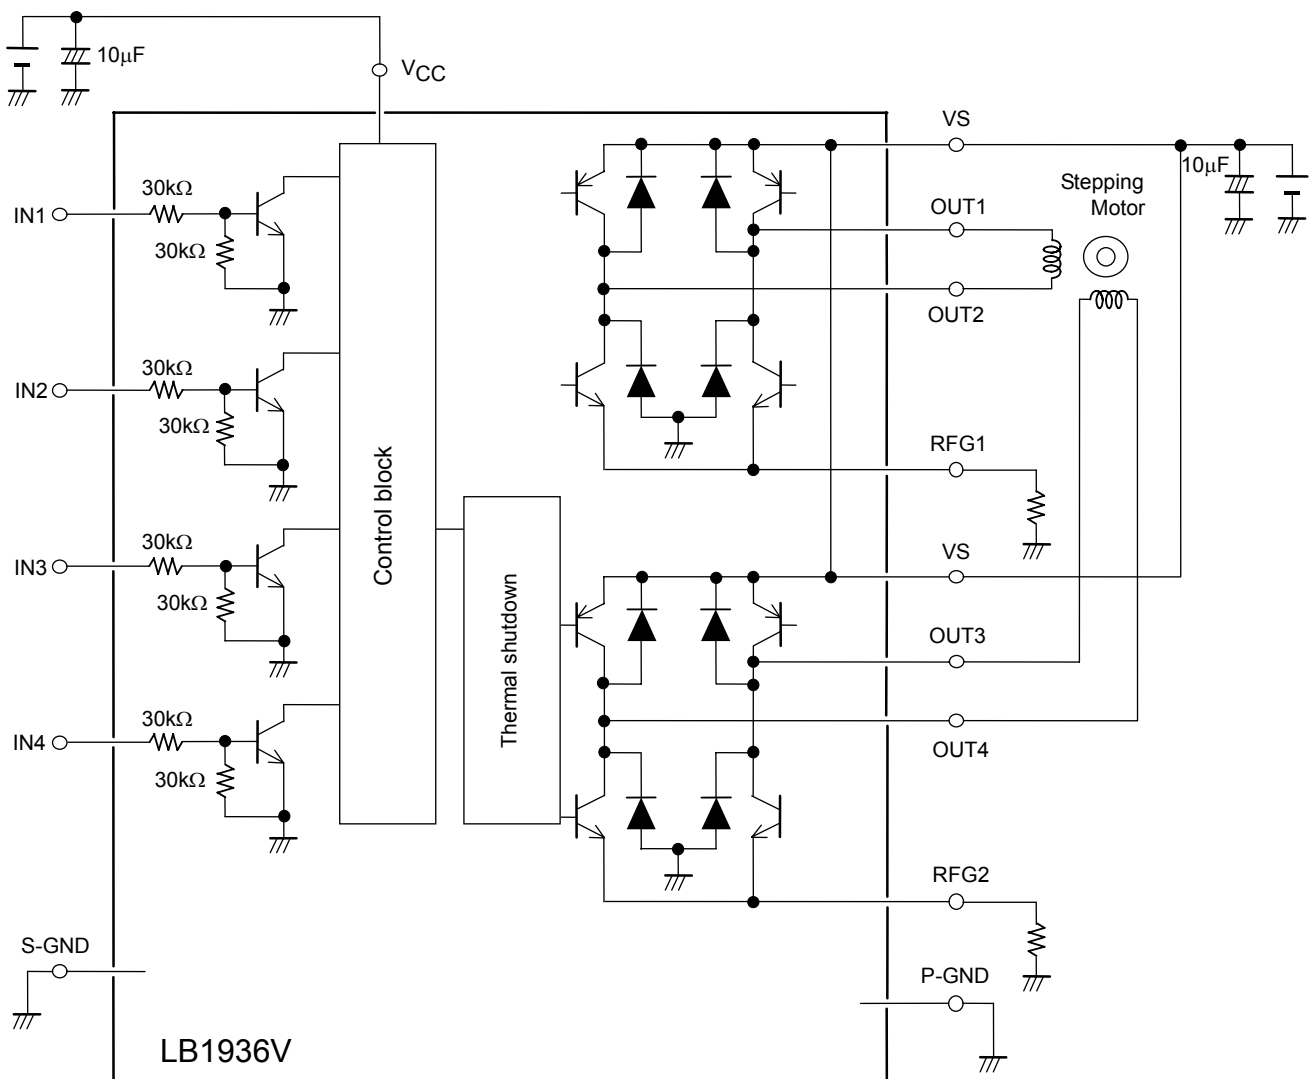 10µF
VCC
VS
10µF
Stepping
Motor
30kΩ
IN1
30kΩ
OUT1
OUT2
30kΩ
IN2
30kΩ
RFG1
Control block
30kΩ
IN3
30kΩ
VS
Thermal shutdown
OUT3
30kΩ
IN4
30kΩ
OUT4
RFG2
S-GND
P-GND
LB1936V